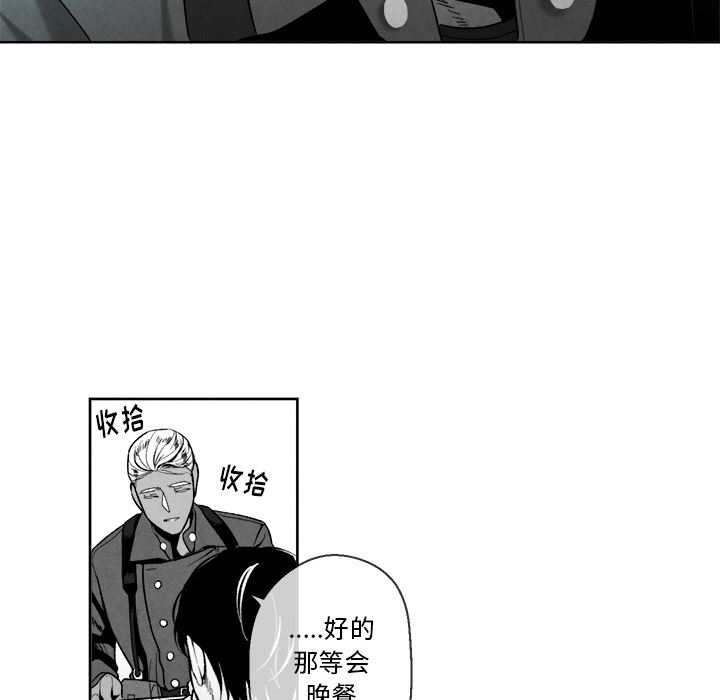 收拾
收拾
.....好的
那等会
晚餐